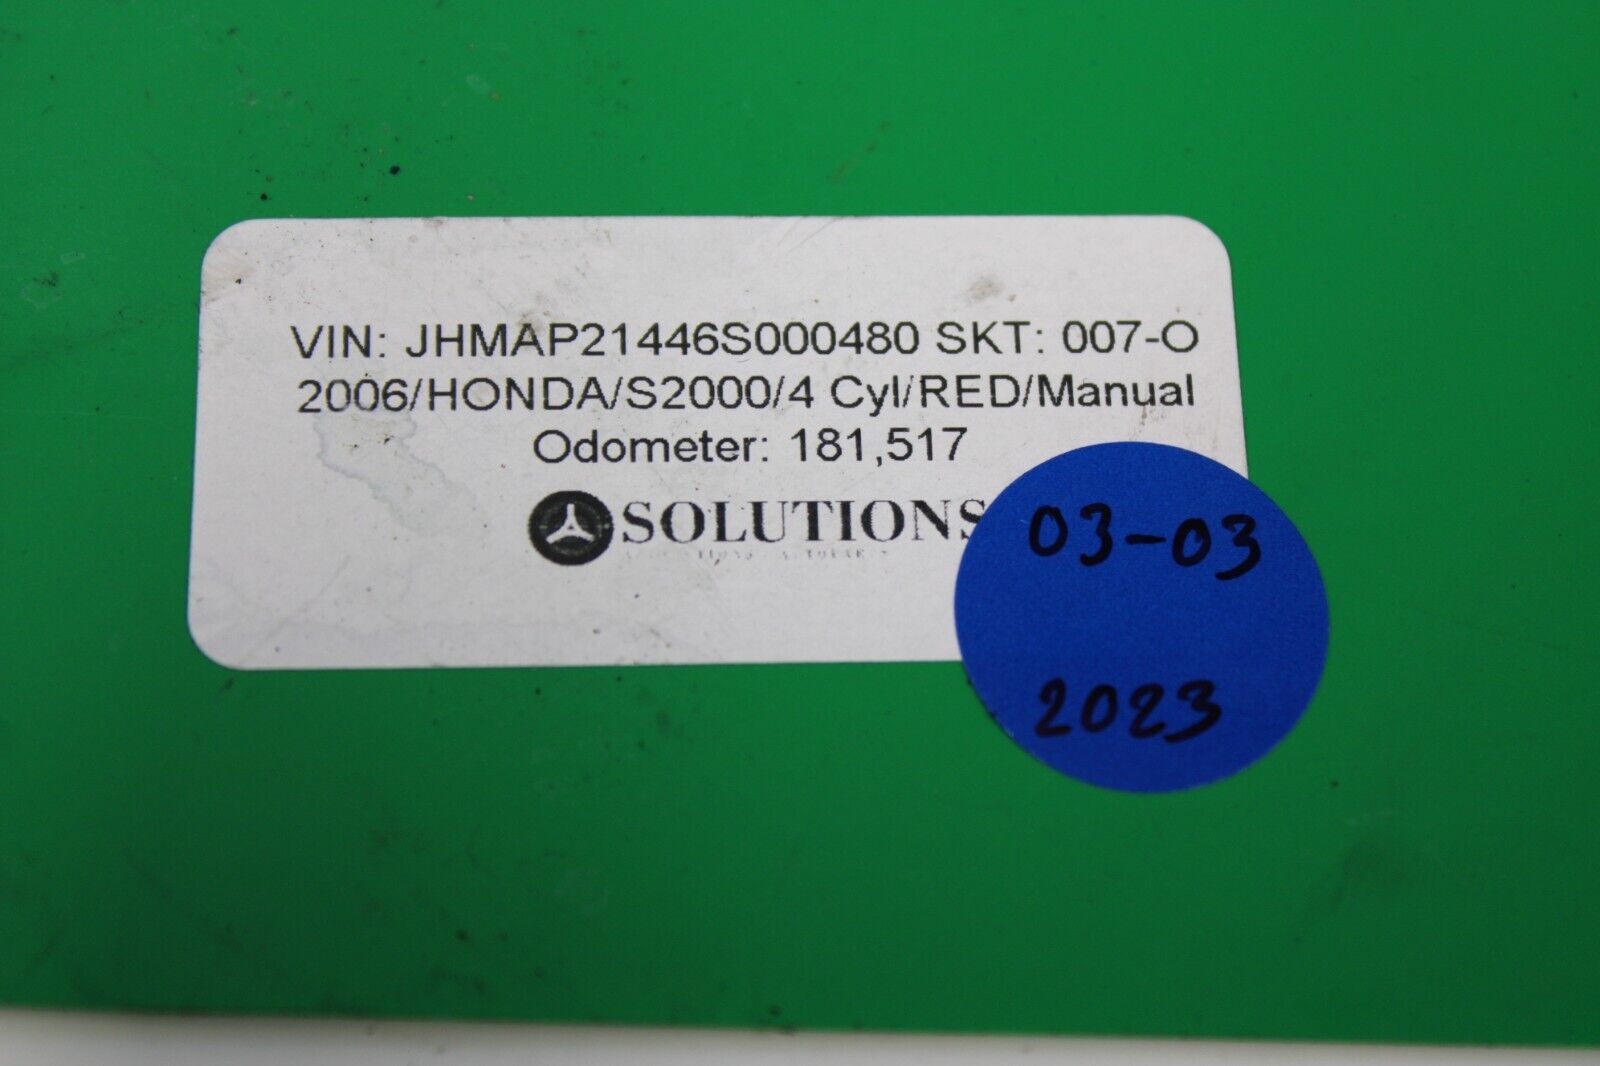 VIN: JHMAP21446S000480 SKT: 007-O
2006/HONDA/S2000/4 Cyl/RED/Manual
Odometer: 181,517
SOLUTIONS
03-03
2023